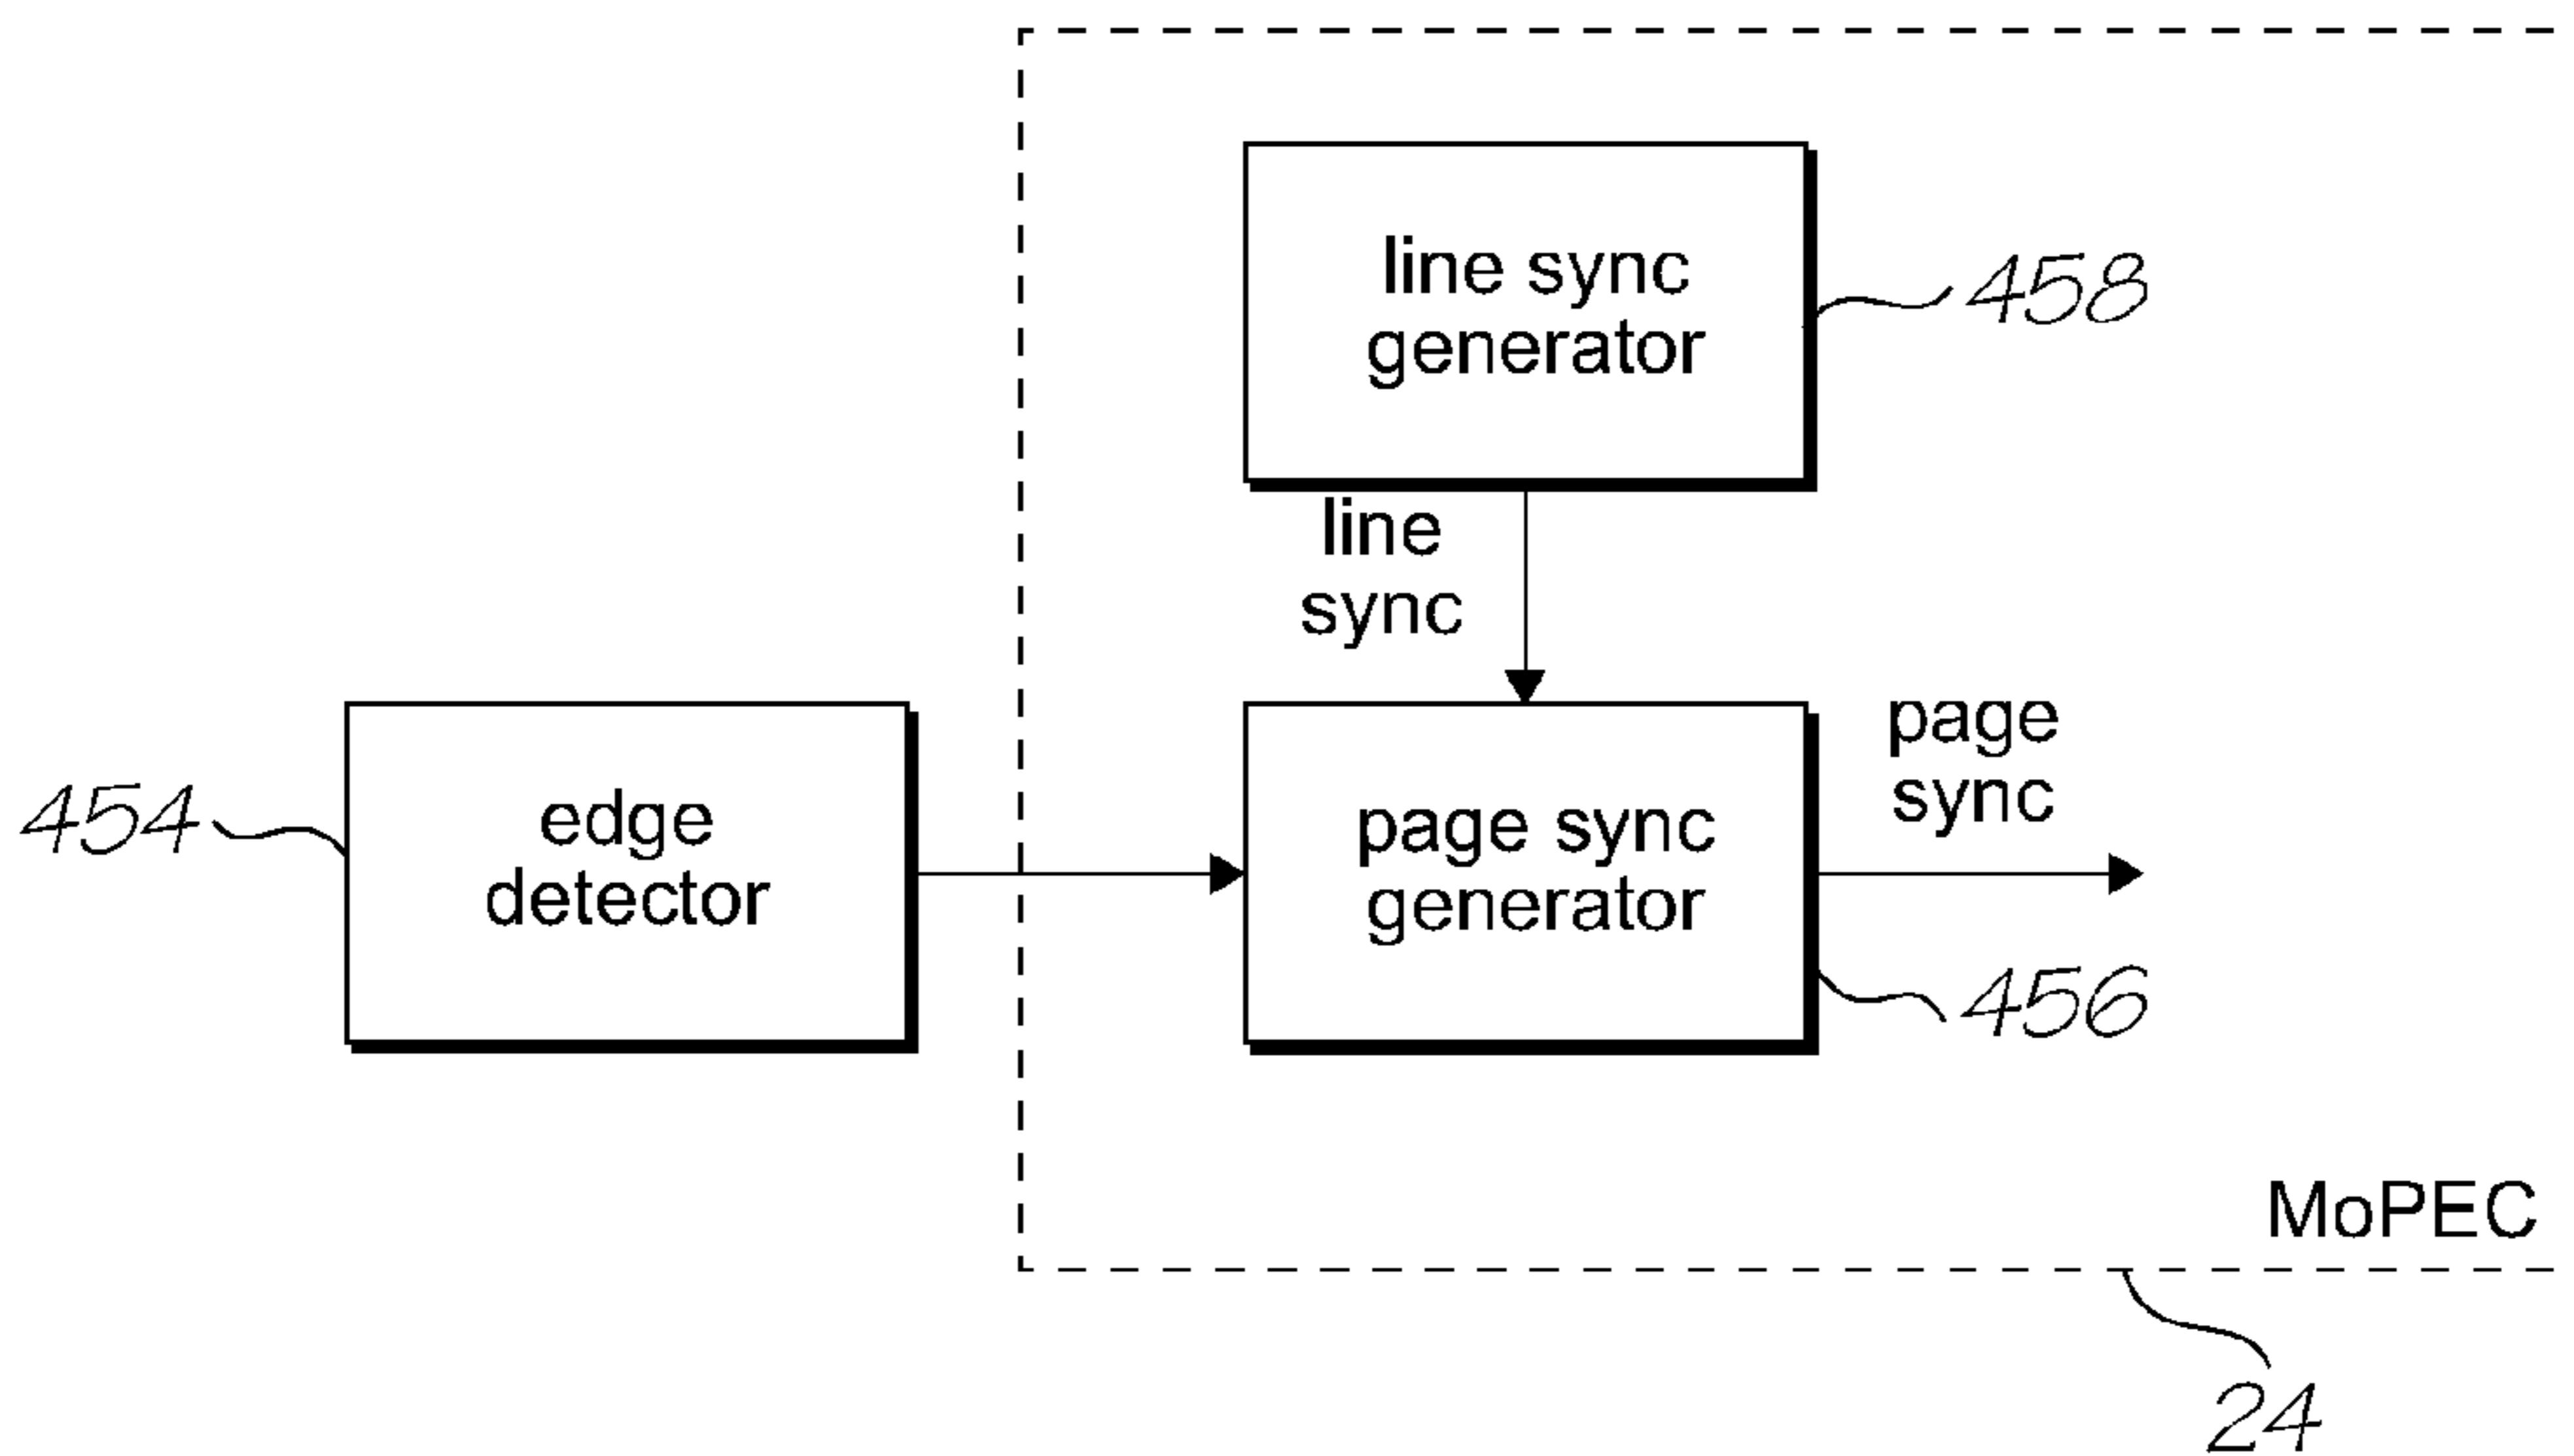 line sync
generator
458
line
sync
page
sync
454
edge
detector
page sync
generator
456
MoPEC
24